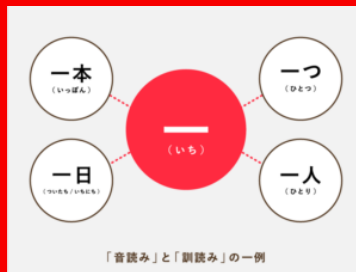 一本
（いっぽん）
一つ
（ひとつ）
一
（いち）
一日
（ついたち/いちにち）
一人
（ひとり）
「音読み」と「訓読み」の一例